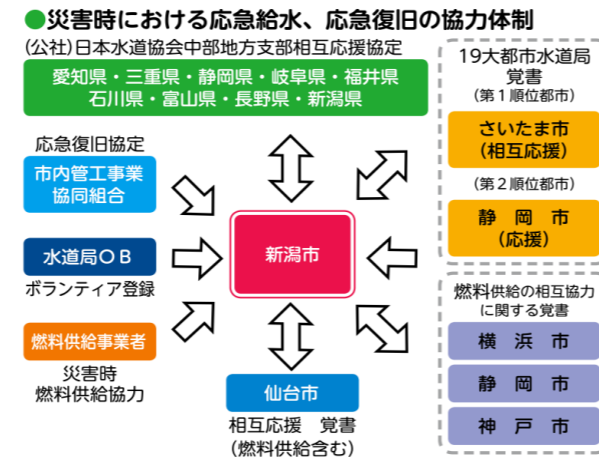 ●災害時における応急給水、応急復旧の協力体制
(公社)日本水道協会中部地方支部相互応援協定
愛知県・三重県・静岡県・岐阜県・福井県
石川県・富山県・長野県・新潟県
応急復旧協定
市内管工事業
協同組合
水道局ＯＢ
ボランティア登録
燃料供給事業者
災害時
燃料供給協力
新潟市
仙台市
相互応援　覚書
(燃料供給含む)
19大都市水道局
覚書
(第１順位都市)
さいたま市
(相互応援)
(第２順位都市)
静　岡　市
(応援)
燃料供給の相互協力
に関する覚書
横　浜　市
静　岡　市
神　戸　市